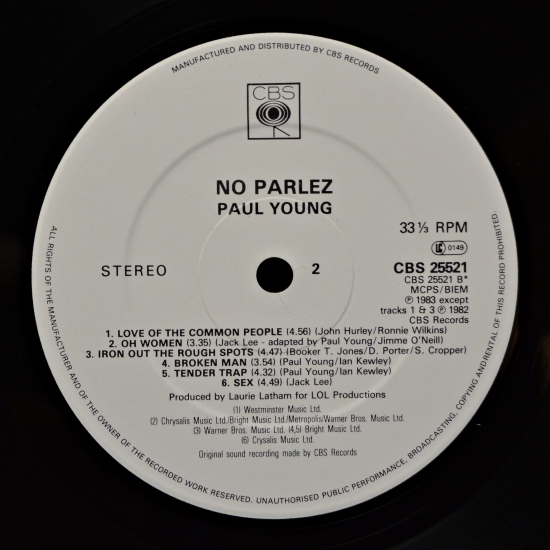 MANUFACTURED AND DISTRIBUTED BY CBS RECORDS
CBS
NO PARLEZ
PAUL YOUNG
33 ⅓ RPM
LC 0149
STEREO
2
CBS 25521
CBS 25521 B*
MCPS/BIEM
℗ 1983 except
tracks 1 & 3 ℗ 1982
CBS Records
1. LOVE OF THE COMMON PEOPLE (4.56) (John Hurley/Ronnie Wilkins)
2. OH WOMEN (3.35) (Jack Lee - adapted by Paul Young/Jimme O'Neill)
3. IRON OUT THE ROUGH SPOTS (4.47) (Booker T. Jones/D. Porter/S. Cropper)
4. BROKEN MAN (3.54) (Paul Young/Ian Kewley)
5. TENDER TRAP (4.32) (Paul Young/Ian Kewley)
6. SEX (4.49) (Jack Lee)
Produced by Laurie Latham for LOL Productions
(1) Westminster Music Ltd.
(2) Chrysalis Music Ltd/Bright Music Ltd/Metropolis/Warner Bros. Music Ltd.
(3) Warner Bros. Music Ltd. (4,5) Bright Music Ltd.
(6) Crysalis Music Ltd.
Original sound recording made by CBS Records
ALL RIGHTS OF THE MANUFACTURER AND OF THE OWNER OF THE RECORDED WORK RESERVED. UNAUTHORISED PUBLIC PERFORMANCE, BROADCASTING, COPYING AND RENTAL OF THIS RECORD PROHIBITED.